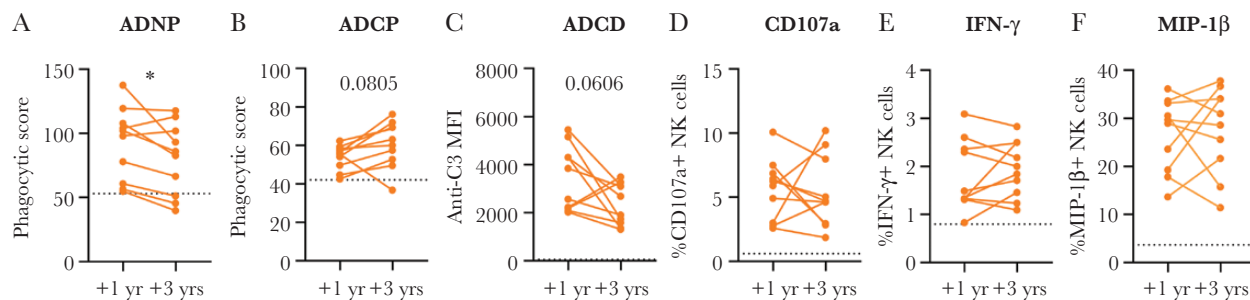 A ADNP
Phagocytic score
150
100
50
0
*
+1 yr +3 yrs
B ADCP
Phagocytic score
100
80
60
40
20
0
0.0805
+1 yr +3 yrs
C ADCD
Anti-C3 MFI
8000
6000
4000
2000
0
0.0606
+1 yr +3 yrs
D CD107a
%CD107a+ NK cells
15
10
5
0
+1 yr +3 yrs
E IFN-γ
%IFN-γ+ NK cells
4
3
2
1
0
+1 yr +3 yrs
F MIP-1β
%MIP-1β+ NK cells
40
30
20
10
0
+1 yr +3 yrs